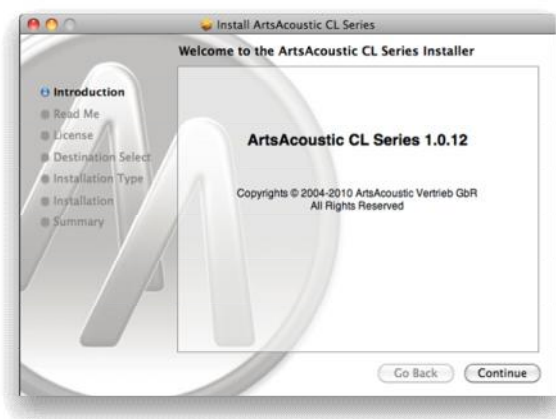 Install ArtsAcoustic CL Series
Welcome to the ArtsAcoustic CL Series Installer
Introduction
Read Me
License
Destination Select
Installation Type
Installation
Summary
ArtsAcoustic CL Series 1.0.12
Copyrights © 2004-2010 ArtsAcoustic Vertrieb GbR
All Rights Reserved
Go Back
Continue